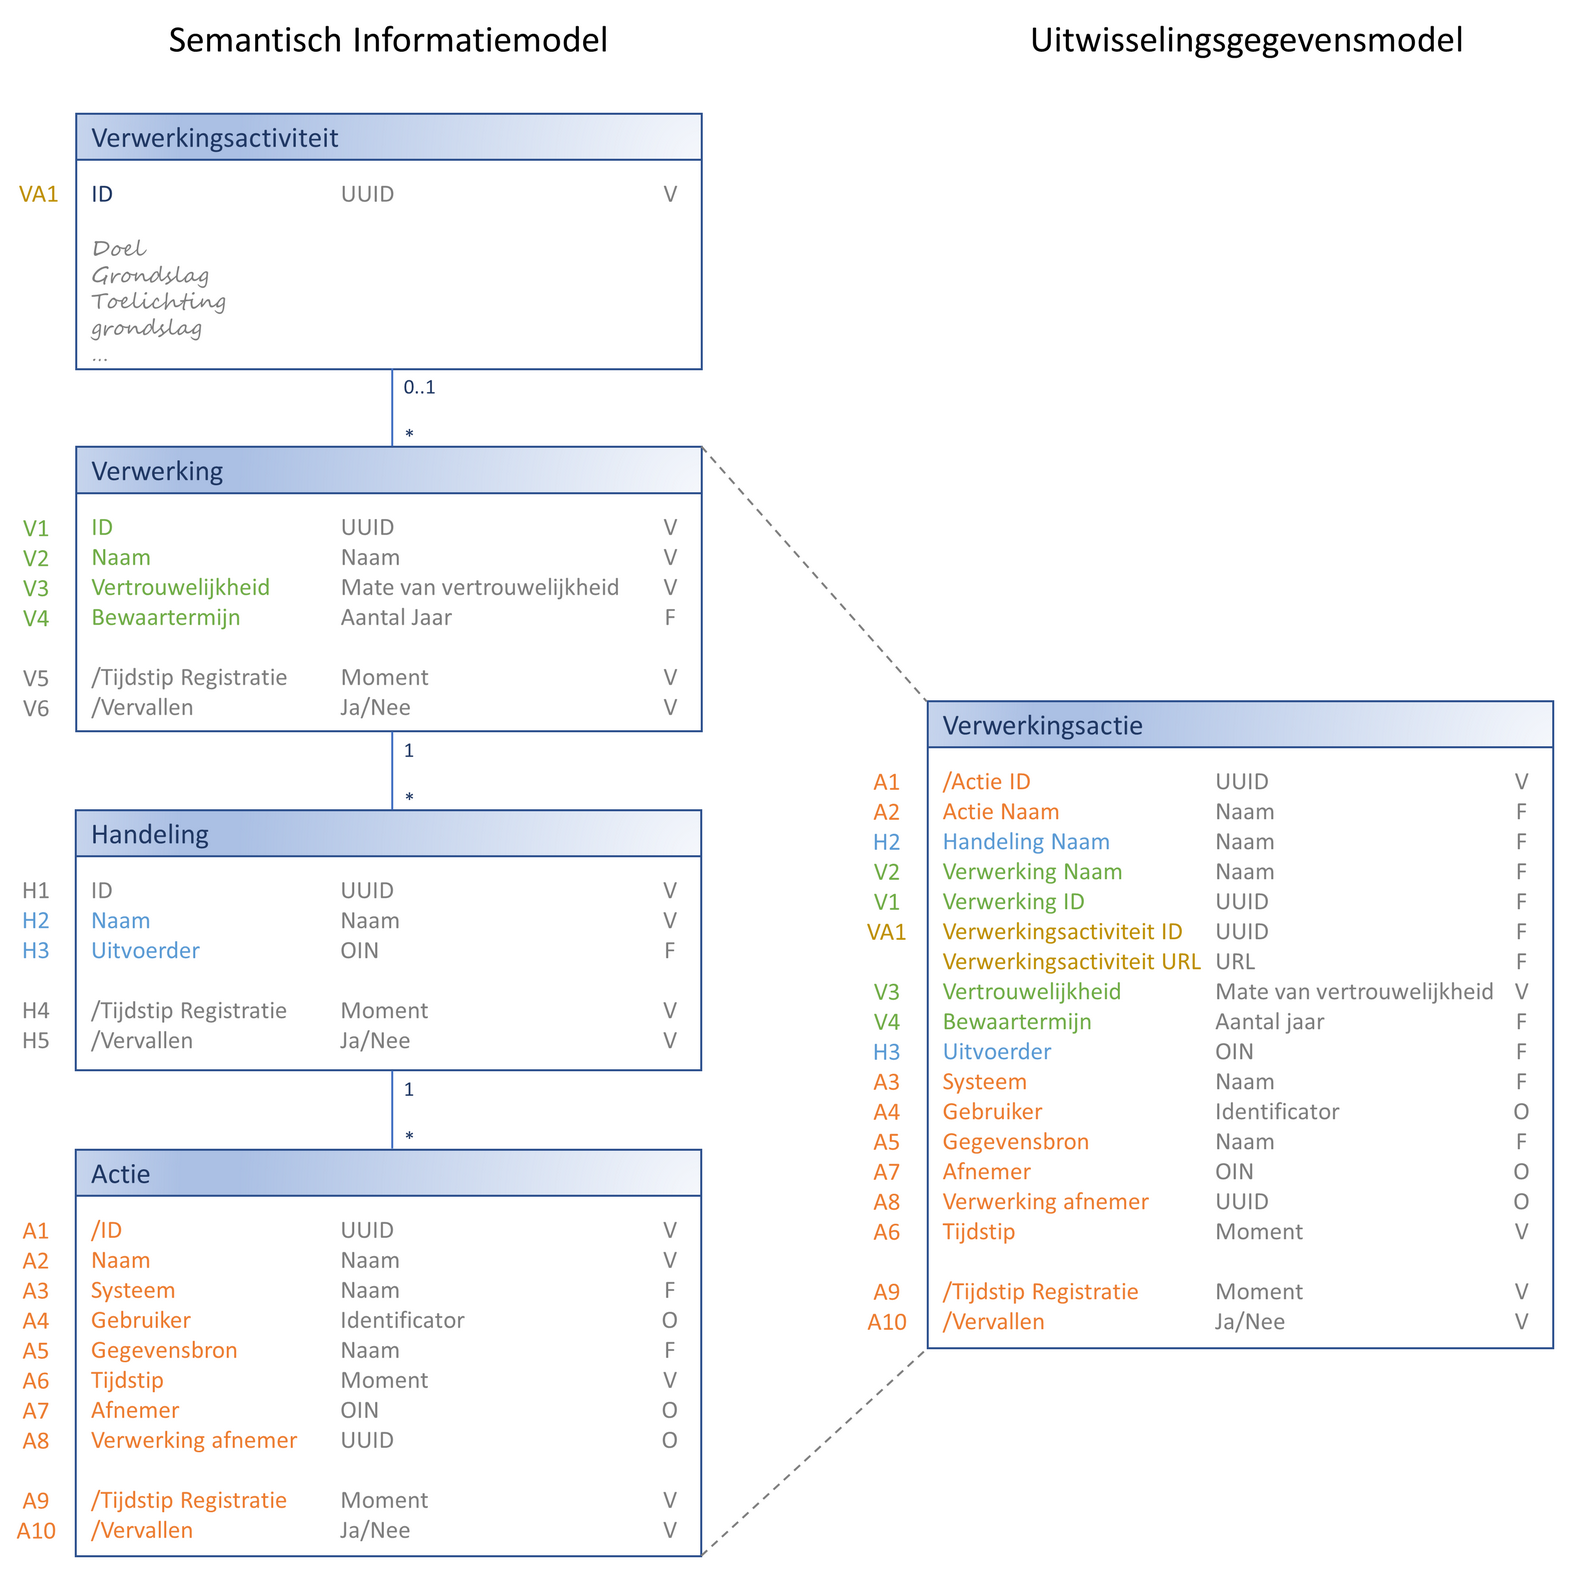 Semantisch Informatiemodel
Verwerkingsactiviteit
VA1 ID UUID V
Doel
Grondslag
Toelichting
grondslag
...
0..1
*
Verwerking
V1 ID UUID V
V2 Naam Naam V
V3 Vertrouwelijkheid Mate van vertrouwelijkheid V
V4 Bewaartermijn Aantal Jaar F
V5 /Tijdstip Registratie Moment V
V6 /Vervallen Ja/Nee V
1
*
Handeling
H1 ID UUID V
H2 Naam Naam V
H3 Uitvoerder OIN F
H4 /Tijdstip Registratie Moment V
H5 /Vervallen Ja/Nee V
1
*
Actie
A1 /ID UUID V
A2 Naam Naam V
A3 Systeem Naam F
A4 Gebruiker Identificator O
A5 Gegevensbron Naam F
A6 Tijdstip Moment V
A7 Afnemer OIN O
A8 Verwerking afnemer UUID O
A9 /Tijdstip Registratie Moment V
A10 /Vervallen Ja/Nee V
Uitwisselingsgegevensmodel
Verwerkingsactie
A1 /Actie ID UUID V
A2 Actie Naam Naam F
H2 Handeling Naam Naam F
V2 Verwerking Naam Naam F
V1 Verwerking ID UUID F
VA1 Verwerkingsactiviteit ID UUID F
Verwerkingsactiviteit URL URL F
V3 Vertrouwelijkheid Mate van vertrouwelijkheid V
V4 Bewaartermijn Aantal jaar F
H3 Uitvoerder OIN F
A3 Systeem Naam F
A4 Gebruiker Identificator O
A5 Gegevensbron Naam F
A7 Afnemer OIN O
A8 Verwerking afnemer UUID O
A6 Tijdstip Moment V
A9 /Tijdstip Registratie Moment V
A10 /Vervallen Ja/Nee V